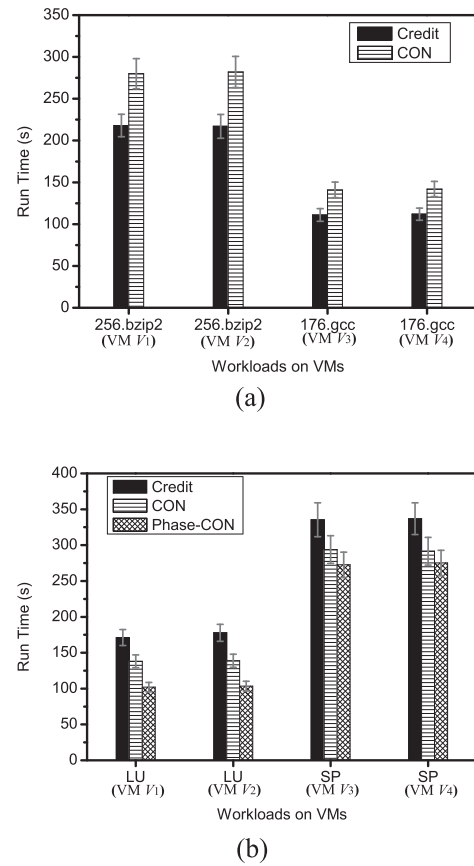 350
300
250
200
150
100
50
0
Run Time (s)
Credit
CON
256.bzip2 256.bzip2 176.gcc 176.gcc
(VM V1) (VM V2) (VM V3) (VM V4)
Workloads on VMs
(a)
400
350
300
250
200
150
100
50
0
Run Time (s)
Credit
CON
Phase-CON
LU LU SP SP
(VM V1) (VM V2) (VM V3) (VM V4)
Workloads on VMs
(b)